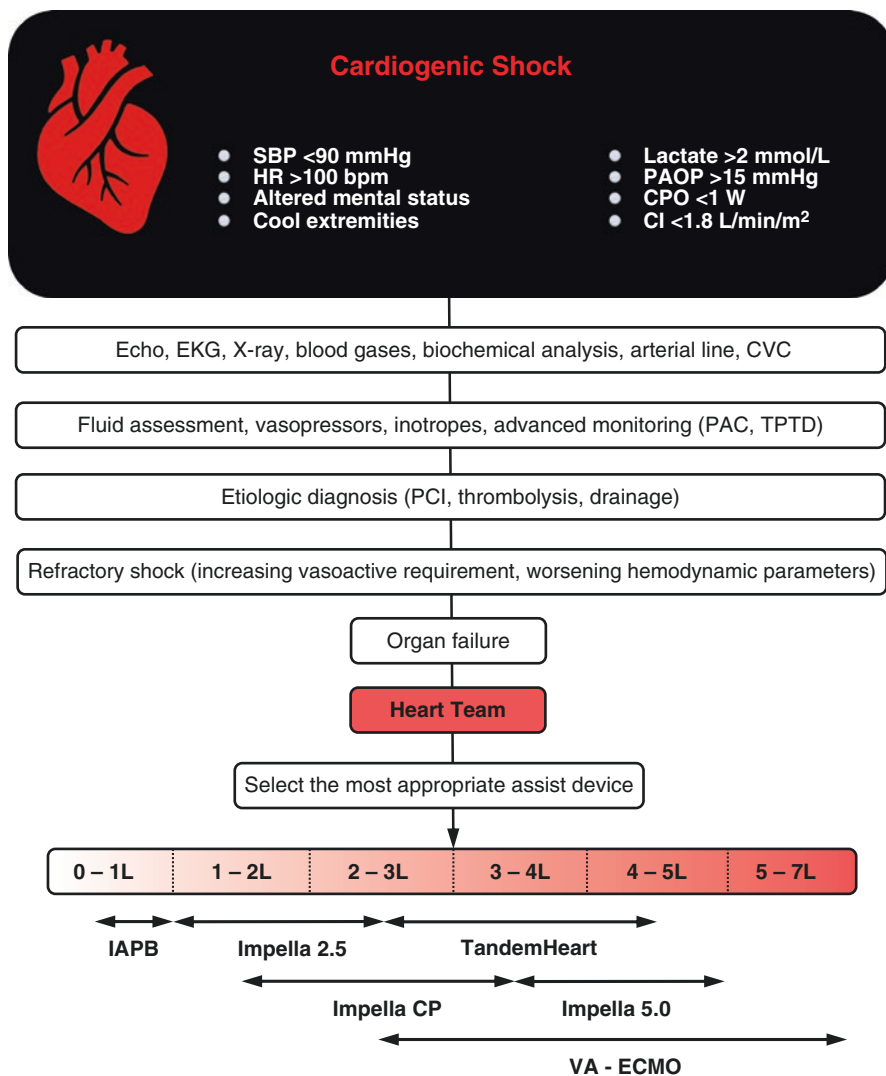 Cardiogenic Shock
SBP <90 mmHg
HR >100 bpm
Altered mental status
Cool extremities
Lactate >2 mmol/L
PAOP >15 mmHg
CPO <1 W
CI <1.8 L/min/m²
Echo, EKG, X-ray, blood gases, biochemical analysis, arterial line, CVC
Fluid assessment, vasopressors, inotropes, advanced monitoring (PAC, TPTD)
Etiologic diagnosis (PCI, thrombolysis, drainage)
Refractory shock (increasing vasoactive requirement, worsening hemodynamic parameters)
Organ failure
Heart Team
Select the most appropriate assist device
0 – 1L 1 – 2L 2 – 3L 3 – 4L 4 – 5L 5 – 7L
IAPB Impella 2.5 TandemHeart
Impella CP Impella 5.0
VA - ECMO